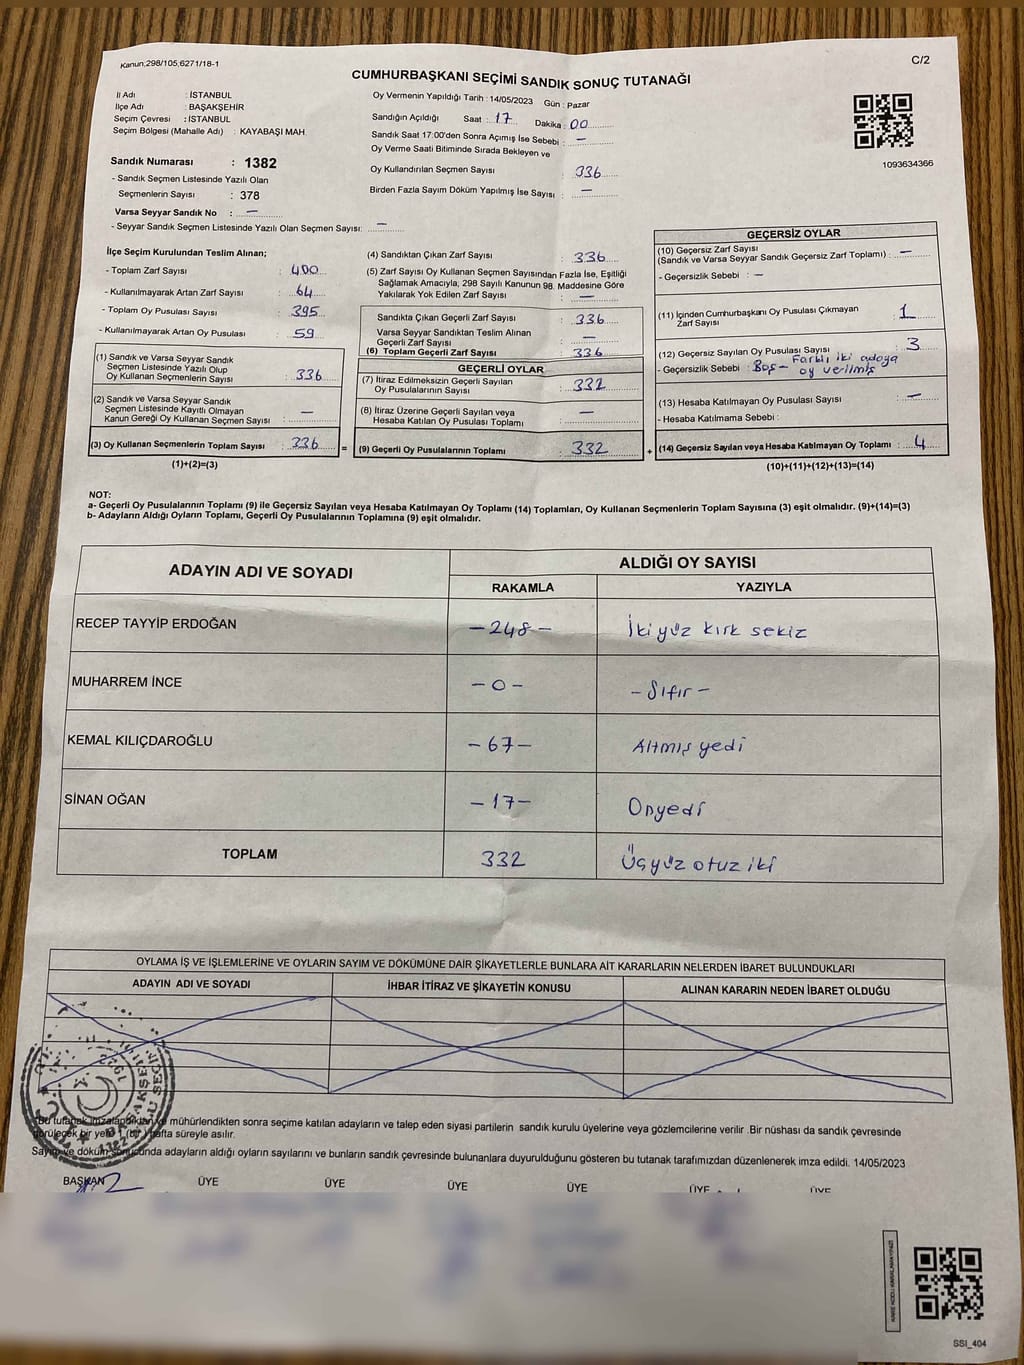 Kanun;298/105;6271/18-1
C/2
CUMHURBAŞKANI SEÇİMİ SANDIK SONUÇ TUTANAĞI
İl Adı : İSTANBUL
İlçe Adı : BAŞAKŞEHİR
Seçim Çevresi : İSTANBUL
Seçim Bölgesi (Mahalle Adı) : KAYABAŞI MAH.
Sandık Numarası : 1382
- Sandık Seçmen Listesinde Yazılı Olan
Seçmenlerin Sayısı : 378
Varsa Seyyar Sandık No : —
- Seyyar Sandık Seçmen Listesinde Yazılı Olan Seçmen Sayısı: —
Oy Vermenin Yapıldığı Tarih : 14/05/2023 Gün : Pazar
Sandığın Açıldığı Saat : 17 Dakika : 00
Sandık Saat 17:00'den Sonra Açımış İse Sebebi : —
Oy Verme Saati Bitiminde Sırada Bekleyen ve
Oy Kullandırılan Seçmen Sayısı : 336
Birden Fazla Sayım Döküm Yapılmış İse Sayısı : —
1093634366
İlçe Seçim Kurulundan Teslim Alınan;
- Toplam Zarf Sayısı : 400
- Kullanılmayarak Artan Zarf Sayısı : 64
- Toplam Oy Pusulası Sayısı : 395
- Kullanılmayarak Artan Oy Pusulası : 59
(1) Sandık ve Varsa Seyyar Sandık
Seçmen Listesinde Yazılı Olup
Oy Kullanan Seçmenlerin Sayısı : 336
(2) Sandık ve Varsa Seyyar Sandık
Seçmen Listesinde Kayıtlı Olmayan
Kanun Gereği Oy Kullanan Seçmen Sayısı : —
(3) Oy Kullanan Seçmenlerin Toplam Sayısı : 336 =
(1)+(2)=(3)
(4) Sandıktan Çıkan Zarf Sayısı : 336
(5) Zarf Sayısı Oy Kullanan Seçmen Sayısından Fazla İse, Eşitliği
Sağlamak Amacıyla; 298 Sayılı Kanunun 98. Maddesine Göre
Yakılarak Yok Edilen Zarf Sayısı : —
Sandıkta Çıkan Geçerli Zarf Sayısı : 336
Varsa Seyyar Sandıktan Teslim Alınan
Geçerli Zarf Sayısı : —
(6) Toplam Geçerli Zarf Sayısı : 336
GEÇERLİ OYLAR
(7) İtiraz Edilmeksizin Geçerli Sayılan
Oy Pusulalarının Sayısı : 332
(8) İtiraz Üzerine Geçerli Sayılan veya
Hesaba Katılan Oy Pusulası Toplamı : —
(9) Geçerli Oy Pusulalarının Toplamı : 332 +
GEÇERSİZ OYLAR
(10) Geçersiz Zarf Sayısı
(Sandık ve Varsa Seyyar Sandık Geçersiz Zarf Toplamı) : —
- Geçersizlik Sebebi : —
(11) İçinden Cumhurbaşkanı Oy Pusulası Çıkmayan
Zarf Sayısı : 1
(12) Geçersiz Sayılan Oy Pusulası Sayısı : 3
- Geçersizlik Sebebi : Boş — Farklı iki adaya
oy verilmiş
(13) Hesaba Katılmayan Oy Pusulası Sayısı : —
- Hesaba Katılmama Sebebi :
(14) Geçersiz Sayılan veya Hesaba Katılmayan Oy Toplamı : 4
(10)+(11)+(12)+(13)=(14)
NOT:
a- Geçerli Oy Pusulalarının Toplamı (9) ile Geçersiz Sayılan veya Hesaba Katılmayan Oy Toplamı (14) Toplamları, Oy Kullanan Seçmenlerin Toplam Sayısına (3) eşit olmalıdır. (9)+(14)=(3)
b- Adayların Aldığı Oyların Toplamı, Geçerli Oy Pusulalarının Toplamına (9) eşit olmalıdır.
ADAYIN ADI VE SOYADI
ALDIĞI OY SAYISI
RAKAMLA YAZIYLA
RECEP TAYYİP ERDOĞAN - 248 - İkiyüz kırk sekiz
MUHARREM İNCE - 0 - - Sıfır -
KEMAL KILIÇDAROĞLU - 67 - Altmış yedi
SİNAN OĞAN - 17 - Onyedi
TOPLAM 332 Üçyüz otuz iki
OYLAMA İŞ VE İŞLEMLERİNE VE OYLARIN SAYIM VE DÖKÜMÜNE DAİR ŞİKAYETLERLE BUNLARA AİT KARARLARIN NELERDEN İBARET BULUNDUKLARI
ADAYIN ADI VE SOYADI İHBAR İTİRAZ VE ŞİKAYETİN KONUSU ALINAN KARARIN NEDEN İBARET OLDUĞU
Bu tutanak imzalandıktan mühürlendikten sonra seçime katılan adayların ve talep eden siyasi partilerin sandık kurulu üyelerine veya gözlemcilerine verilir .Bir nüshası da sandık çevresinde
görülecek bir yere 1 (bir) hafta süreyle asılır.
Sayım ve döküm sonucunda adayların aldığı oyların sayılarını ve bunların sandık çevresinde bulunanlara duyurulduğunu gösteren bu tutanak tarafımızdan düzenlenerek imza edildi. 14/05/2023
BAŞKAN ÜYE ÜYE ÜYE ÜYE ÜYE ÜYE
SSI_404